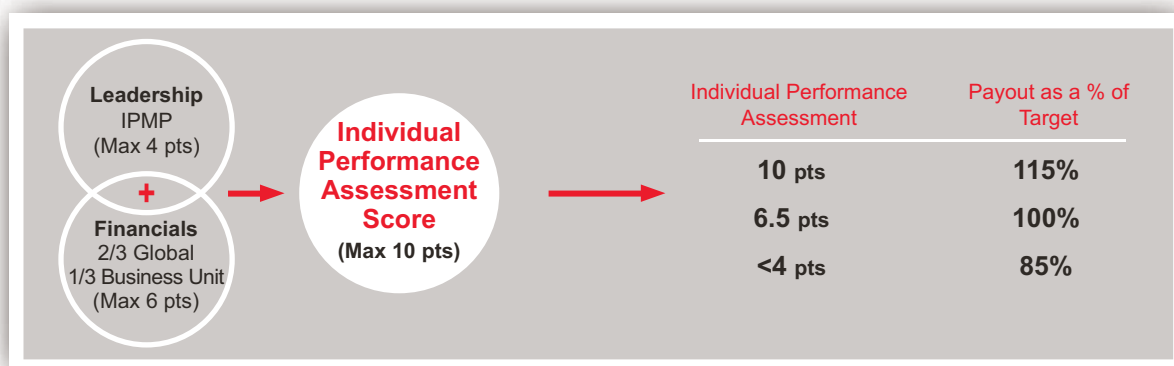 Leadership
IPMP
(Max 4 pts)
+
Financials
2/3 Global
1/3 Business Unit
(Max 6 pts)
Individual
Performance
Assessment
Score
(Max 10 pts)
Individual Performance
Assessment
Payout as a % of
Target
10 pts 115%
6.5 pts 100%
<4 pts 85%